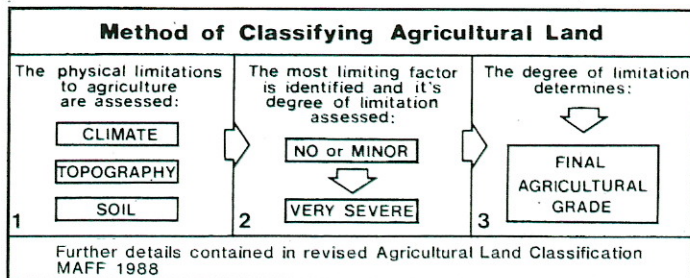 Method of Classifying Agricultural Land
The physical limitations
to agriculture
are assessed:
CLIMATE
TOPOGRAPHY
SOIL
1
The most limiting factor
is identified and it's
degree of limitation
assessed:
NO or MINOR
VERY SEVERE
2
The degree of limitation
determines:
FINAL
AGRICULTURAL
GRADE
3
Further details contained in revised Agricultural Land Classification
MAFF 1988